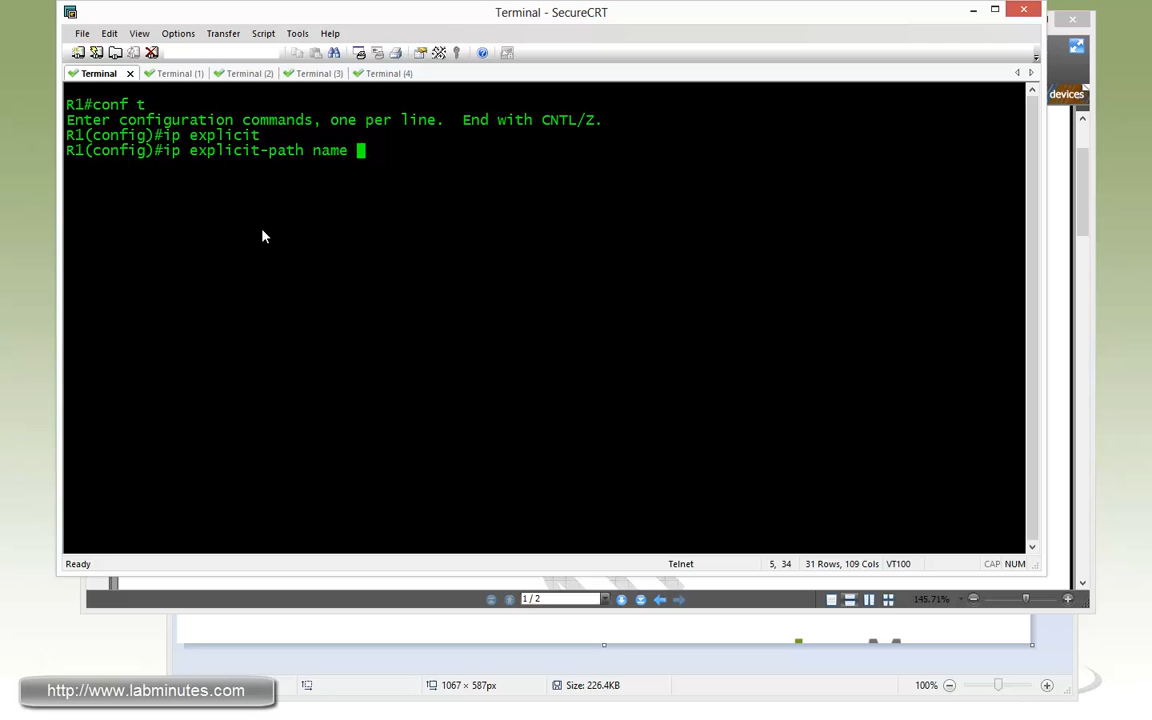 Terminal - SecureCRT
File Edit View Options Transfer Script Tools Help
Terminal Terminal (1) Terminal (2) Terminal (3) Terminal (4)
devices
R1#conf t
Enter configuration commands, one per line.  End with CNTL/Z.
R1(config)#ip explicit
R1(config)#ip explicit-path name
Ready Telnet 5, 34 31 Rows, 109 Cols VT100 CAP NUM
1 / 2 145.71%
http://www.labminutes.com 1067 × 587px Size: 226.4KB 100%